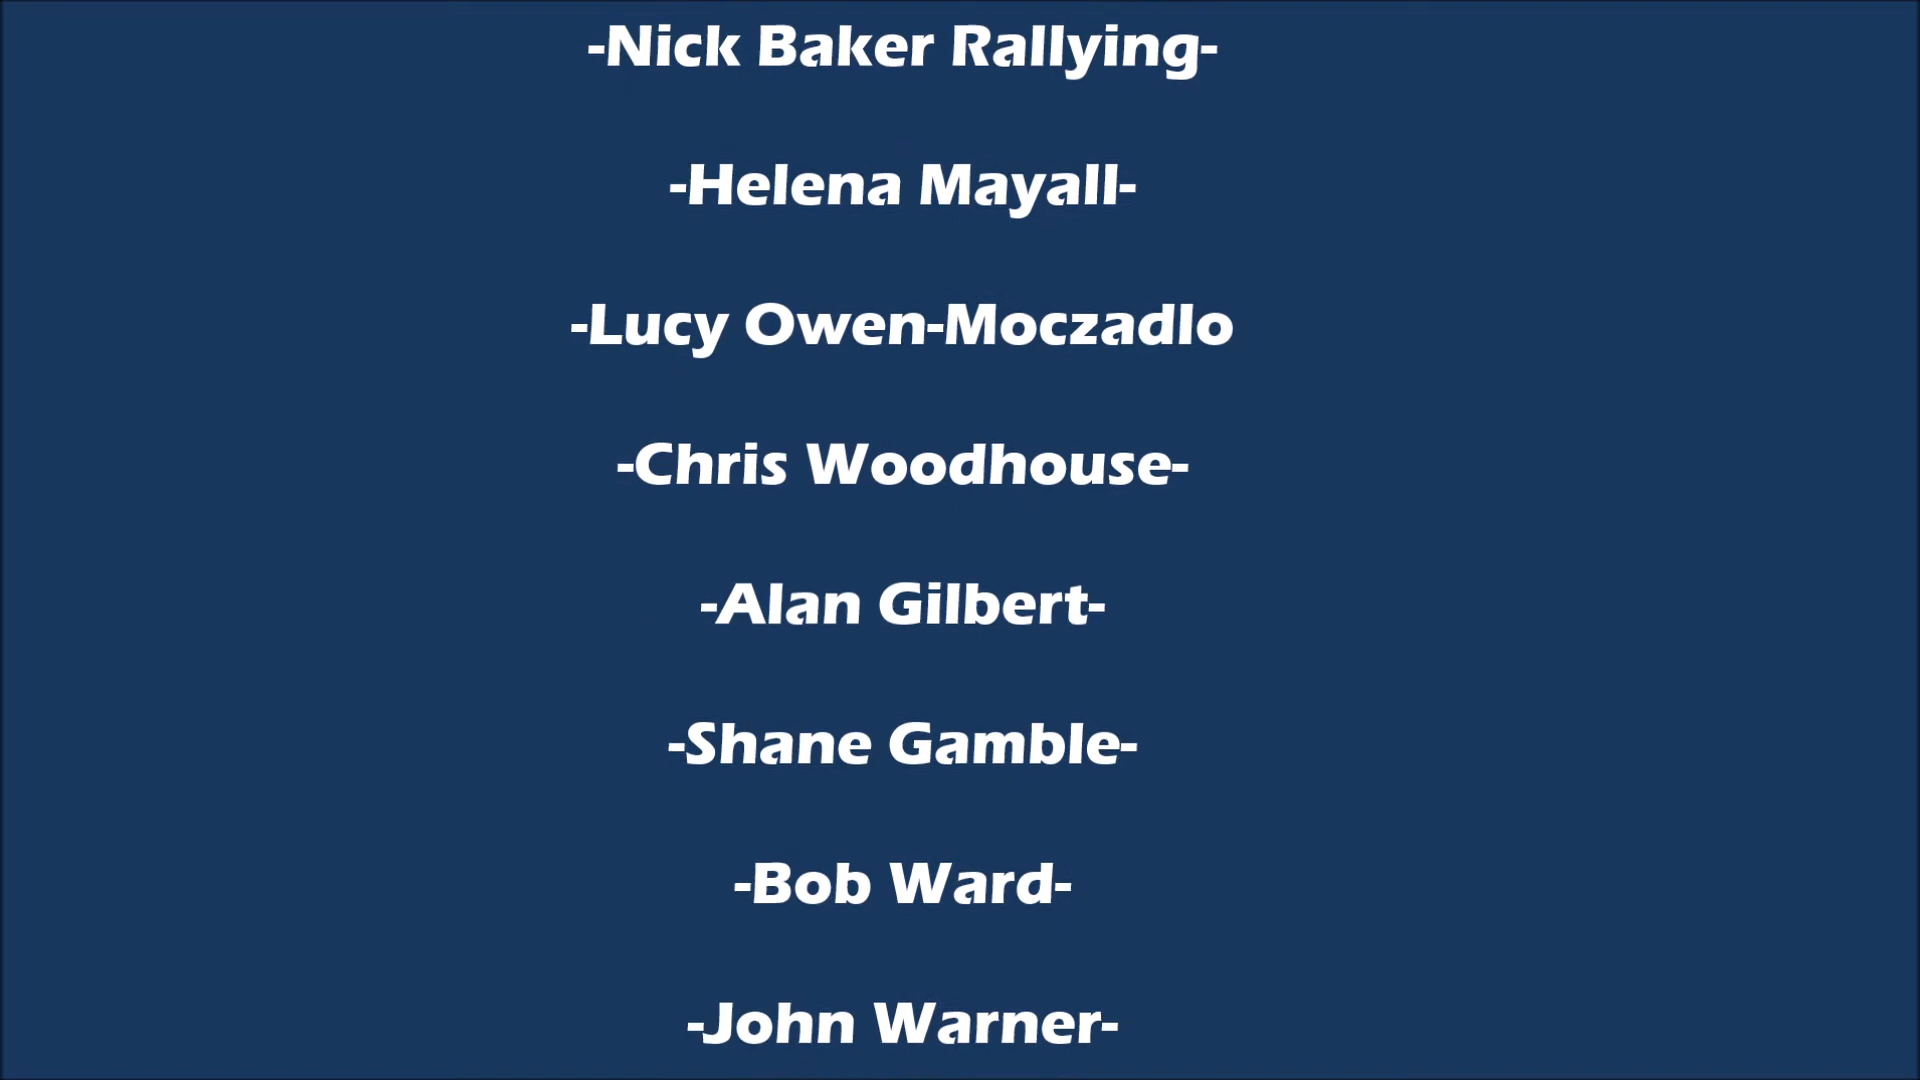 -Nick Baker Rallying-
-Helena Mayall-
-Lucy Owen-Moczadlo
-Chris Woodhouse-
-Alan Gilbert-
-Shane Gamble-
-Bob Ward-
-John Warner-